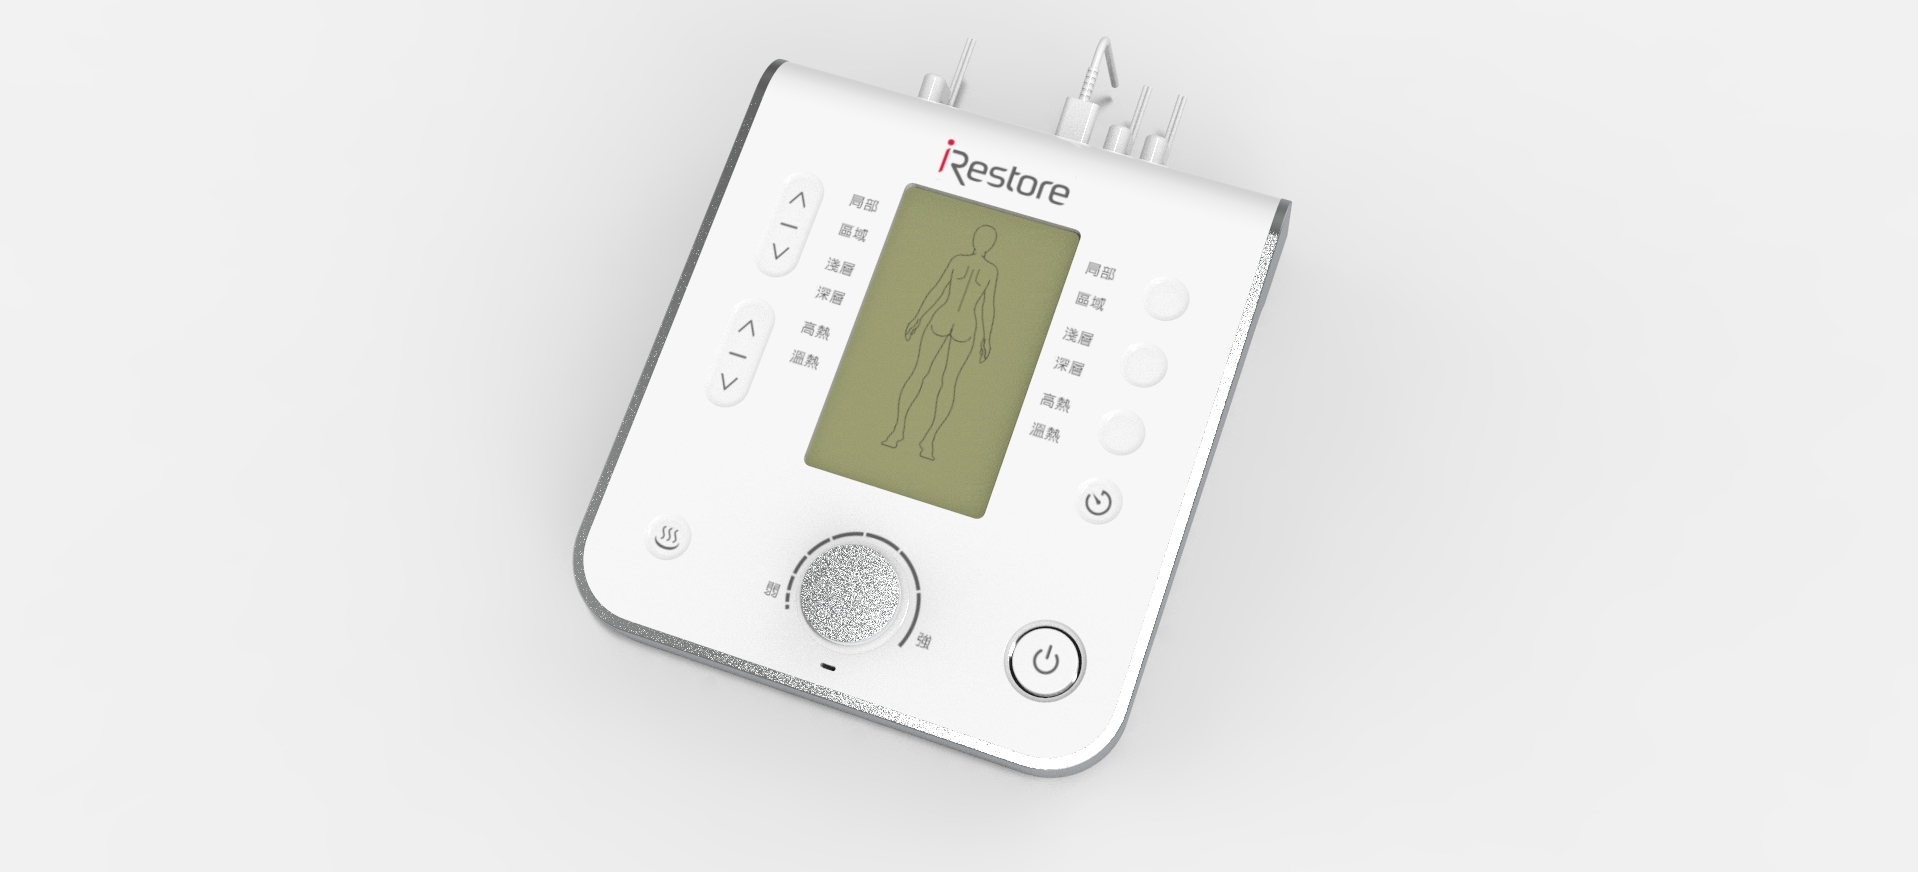 iRestore
局部
區域
淺層
深層
高熱
溫熱
局部
區域
淺層
深層
高熱
溫熱
弱
強